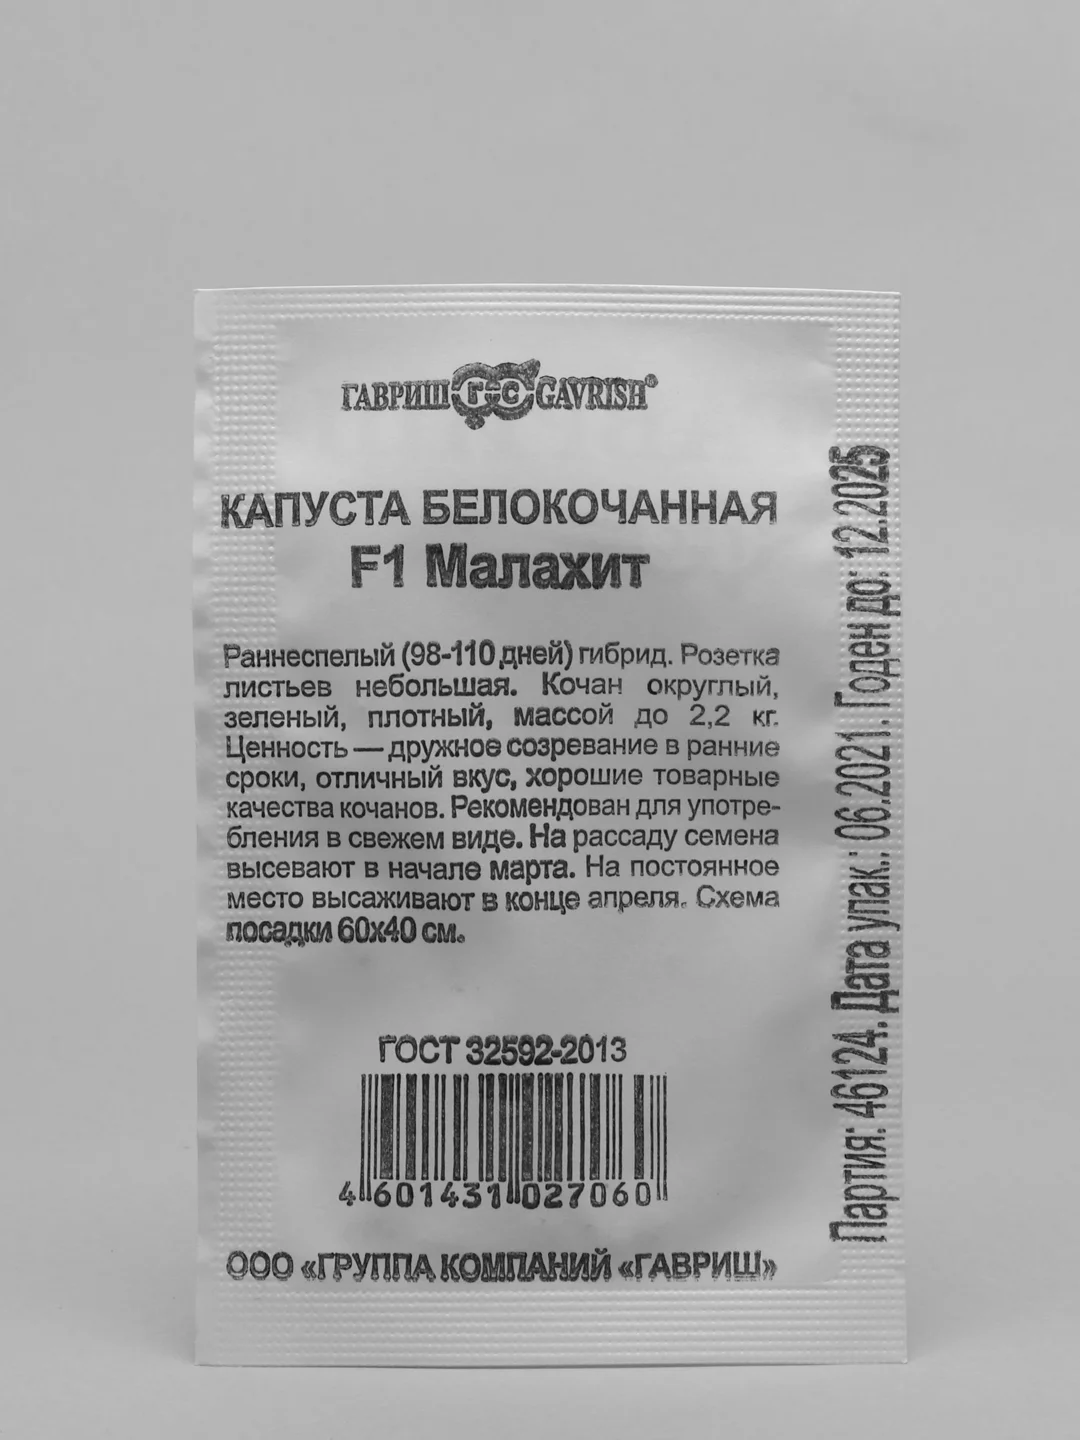 ГАВРИШ ГС GAVRISH®
КАПУСТА БЕЛОКОЧАННАЯ
F1 Малахит
Раннеспелый (98-110 дней) гибрид. Розетка
листьев небольшая. Кочан округлый,
зеленый, плотный, массой до 2,2 кг.
Ценность — дружное созревание в ранние
сроки, отличный вкус, хорошие товарные
качества кочанов. Рекомендован для употре-
бления в свежем виде. На рассаду семена
высевают в начале марта. На постоянное
место высаживают в конце апреля. Схема
посадки 60х40 см.
ГОСТ 32592-2013
4 601431 027060
ООО «ГРУППА КОМПАНИЙ «ГАВРИШ»
Партия: 46124. Дата упак.: 06.2021. Годен до: 12.2025